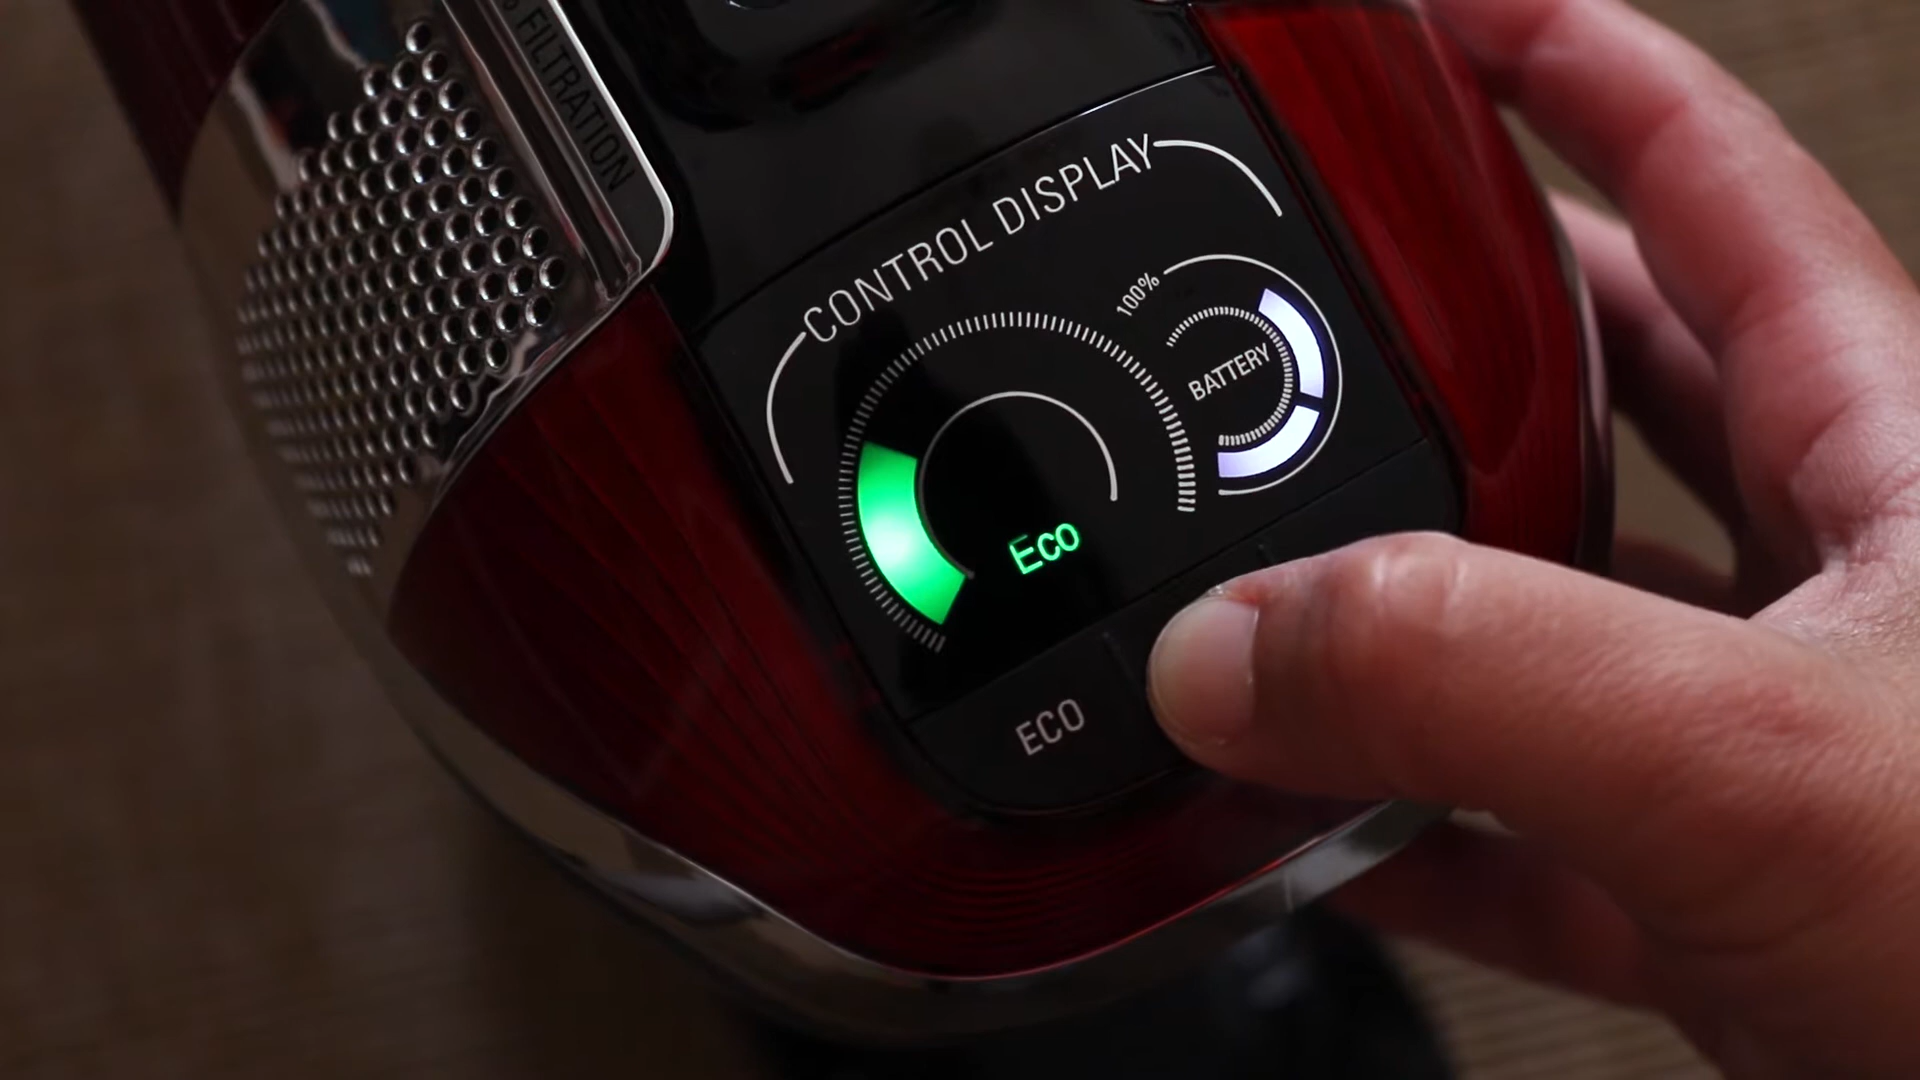 FILTRATION
CONTROL DISPLAY
100%
BATTERY
Eco
ECO